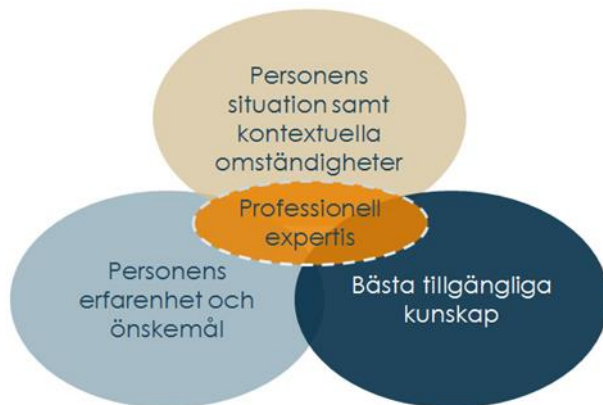 Personens
situation samt
kontextuella
omständigheter
Professionell
expertis
Personens
erfarenhet och
önskemål
Bästa tillgängliga
kunskap